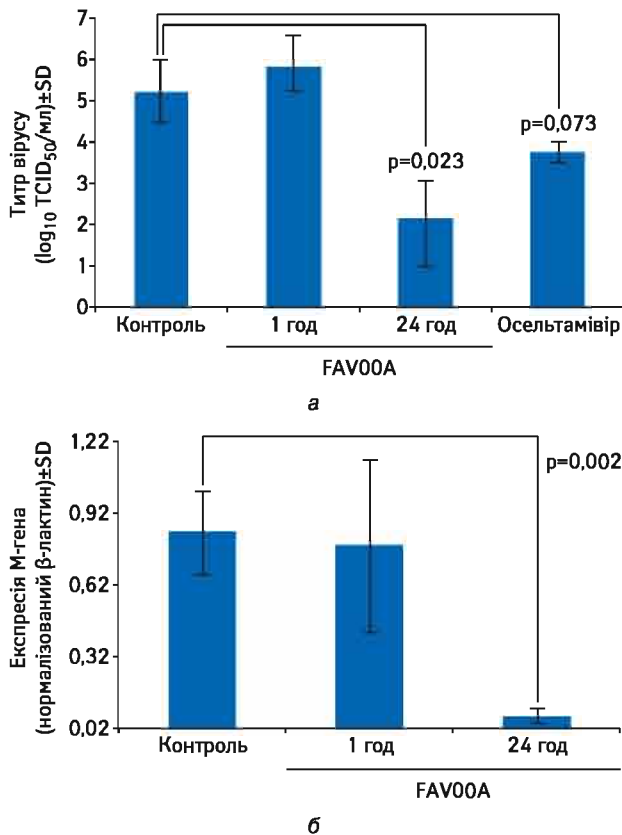 Титр вірусу
(log10 TCID50/мл)±SD
7
6
5
4
3
2
1
0
p=0,023
p=0,073
Контроль
1 год
24 год
Осельтамівір
FAV00A
а
Експресія М-гена
(нормалізований β-лактин)±SD
1,22
0,92
0,62
0,32
0,02
p=0,002
Контроль
1 год
24 год
FAV00A
б